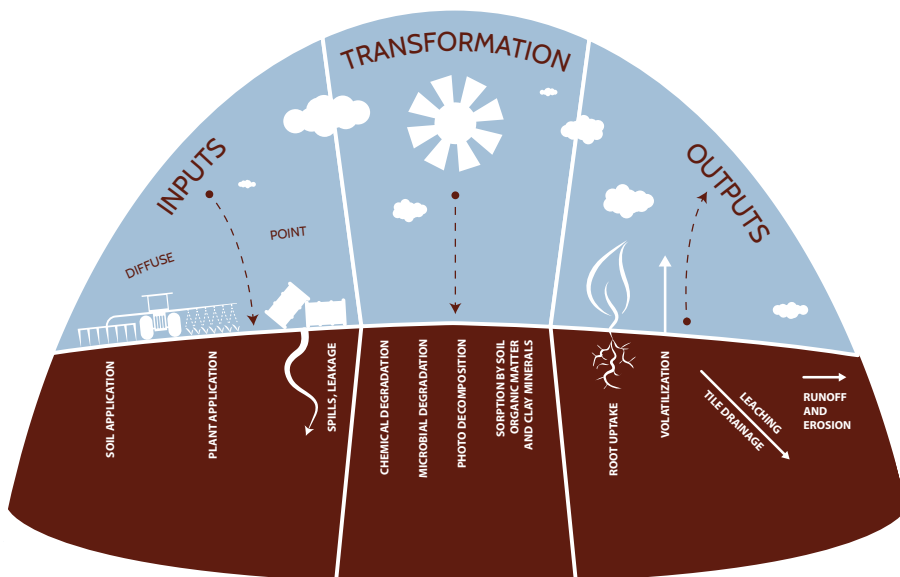 TRANSFORMATION
INPUTS
OUTPUTS
DIFFUSE
POINT
SOIL APPLICATION
PLANT APPLICATION
SPILLS, LEAKAGE
CHEMICAL DEGRADATION
MICROBIAL DEGRADATION
PHOTO DECOMPOSITION
SORPTION BY SOIL
ORGANIC MATTER
AND CLAY MINERALS
ROOT UPTAKE
VOLATILIZATION
LEACHING
TILE DRAINAGE
RUNOFF
AND
EROSION